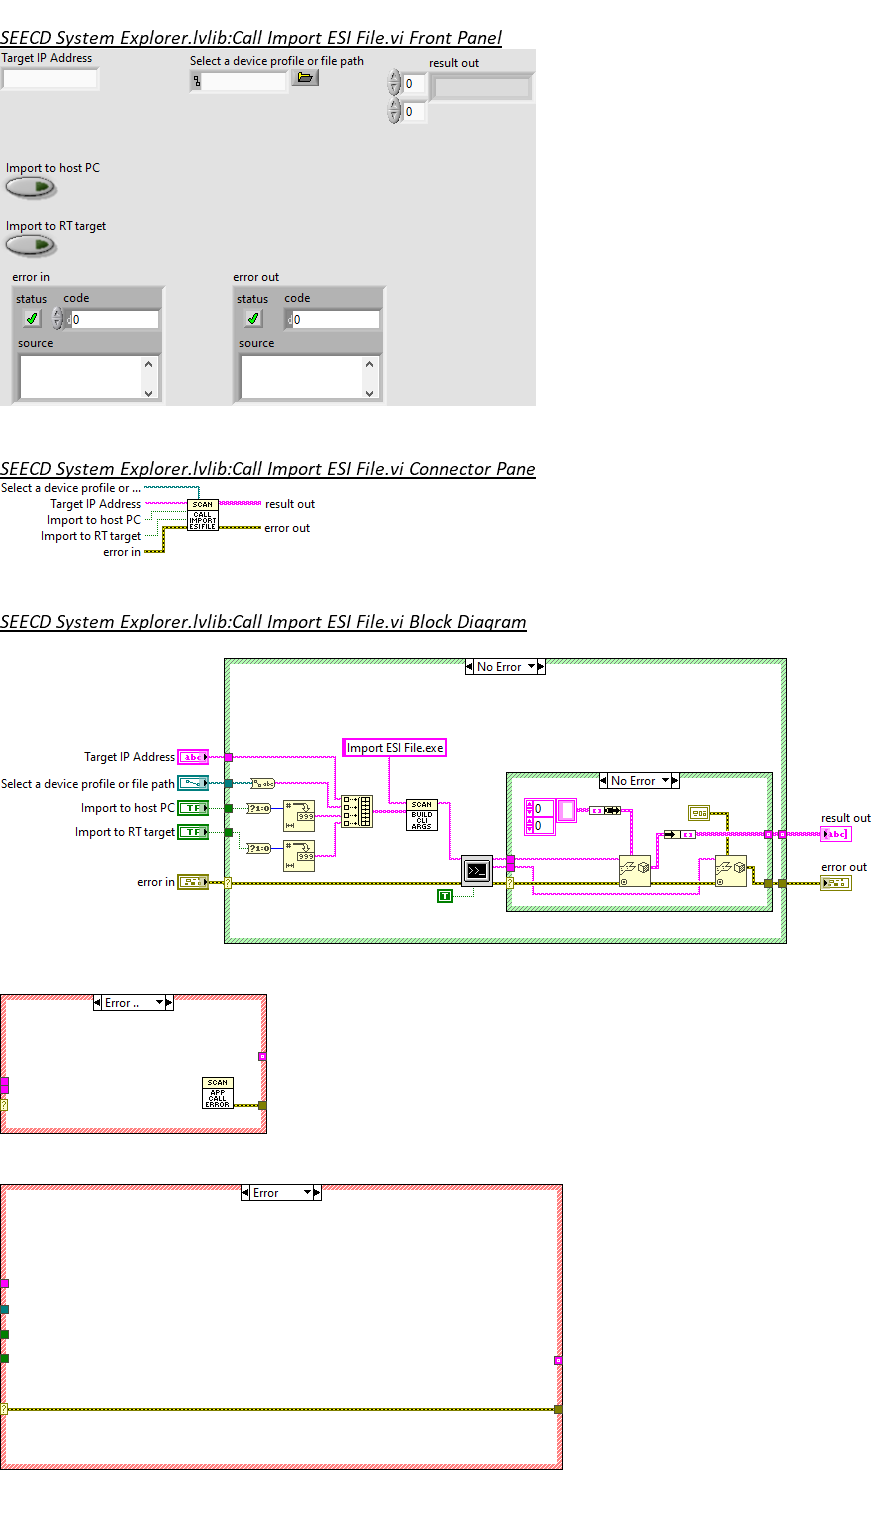 SEECD System Explorer.lvlib:Call Import ESI File.vi Front Panel
Target IP Address
Select a device profile or file path
result out
0
0
Import to host PC
Import to RT target
error in
error out
status code
status code
0
0
source
source
SEECD System Explorer.lvlib:Call Import ESI File.vi Connector Pane
Select a device profile or ...
Target IP Address
Import to host PC
Import to RT target
error in
SCAN
CALL
IMPORT
ESI FILE
result out
error out
SEECD System Explorer.lvlib:Call Import ESI File.vi Block Diagram
No Error
Import ESI File.exe
Target IP Address
abc
Select a device profile or file path
abc
Import to host PC
TF
?1:0
#
999
Import to RT target
TF
?1:0
#
999
error in
?
SCAN
BUILD
CLI
ARGS
>>_
T
No Error
0
0
?
result out
abc
error out
Error ..
?
SCAN
APP
CALL
ERROR
Error
?